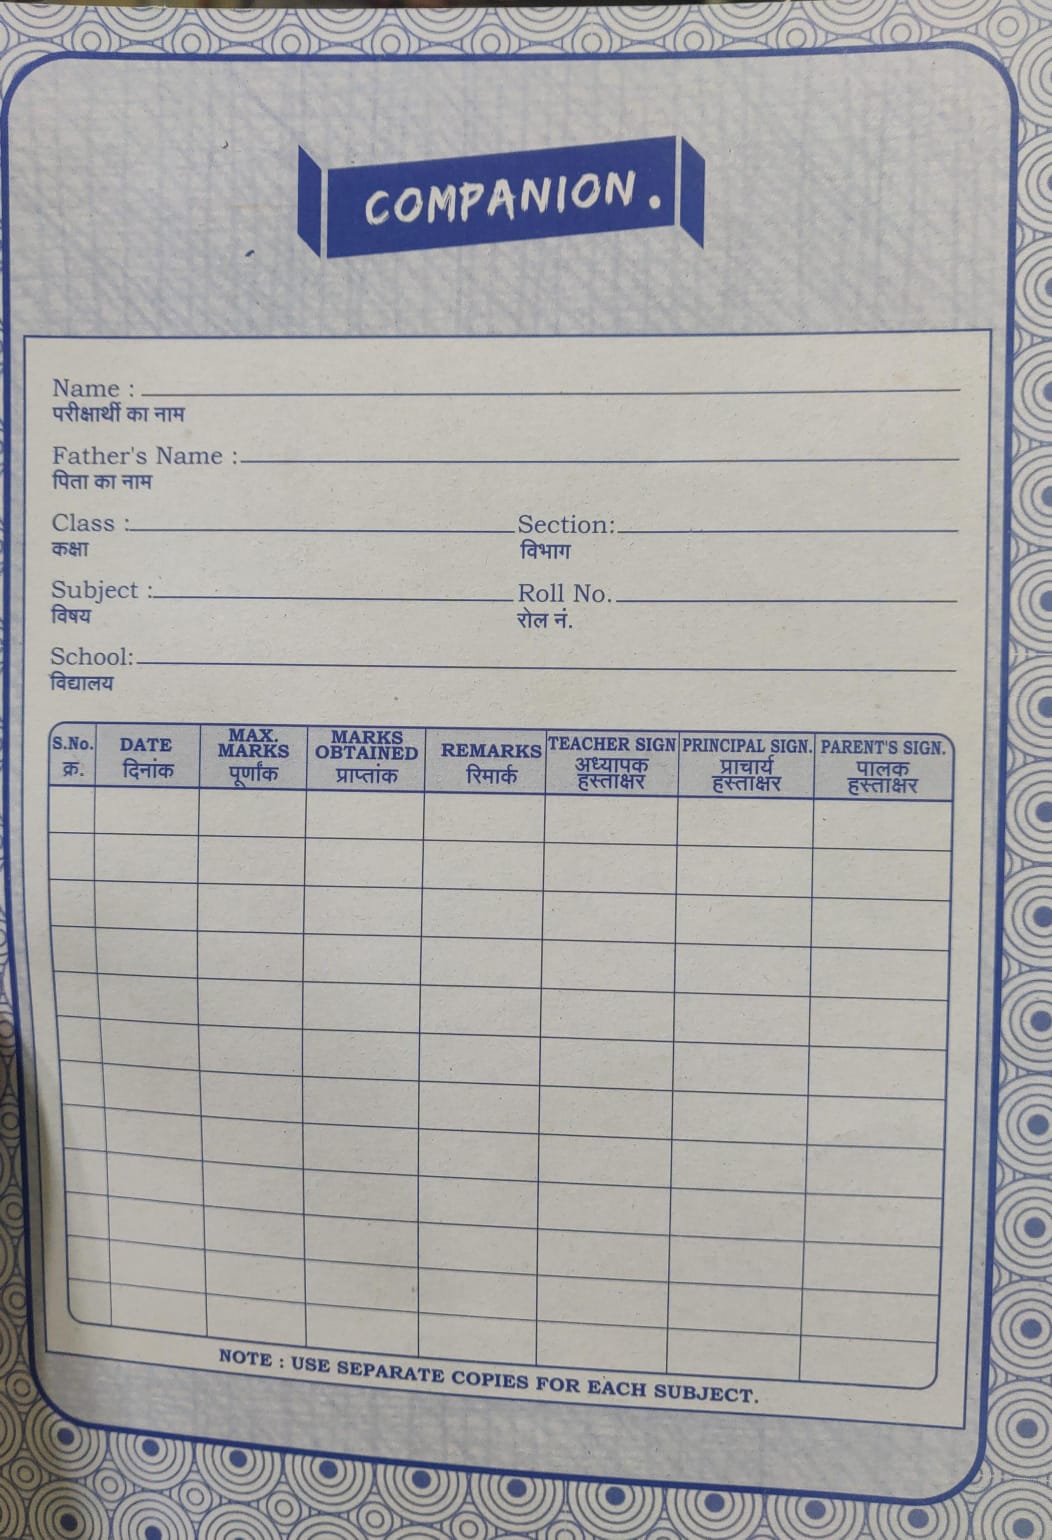 COMPANION.
Name :
परीक्षार्थी का नाम
Father's Name :
पिता का नाम
Class : Section:
कक्षा विभाग
Subject : Roll No.
विषय रोल नं.
School:
विद्यालय
S.No. DATE MAX. MARKS MARKS OBTAINED REMARKS TEACHER SIGN PRINCIPAL SIGN. PARENT'S SIGN.
क्र. दिनांक पूर्णांक प्राप्तांक रिमार्क अध्यापक हस्ताक्षर प्राचार्य हस्ताक्षर पालक हस्ताक्षर
NOTE : USE SEPARATE COPIES FOR EACH SUBJECT.